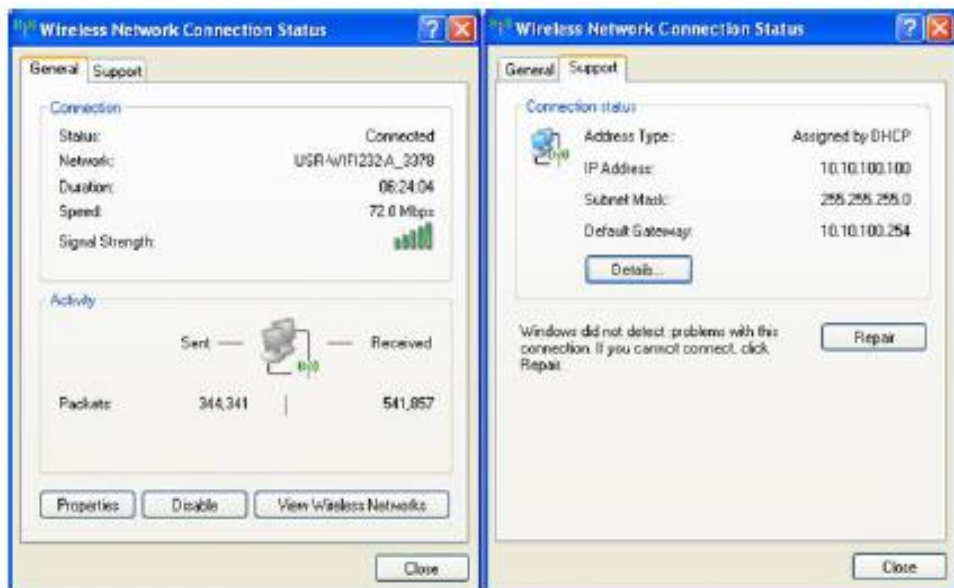 Wireless Network Connection Status
General Support
Connection
Status: Connected
Network: USR-WIFI232-A_3378
Duration: 06:24:04
Speed: 72.0 Mbps
Signal Strength:
Activity
Sent — — Received
Packets: 344,341 | 541,857
Properties Disable View Wireless Networks
Close
Wireless Network Connection Status
General Support
Connection status
Address Type: Assigned by DHCP
IP Address: 10.10.100.100
Subnet Mask: 255.255.255.0
Default Gateway: 10.10.100.254
Details...
Windows did not detect problems with this
connection. If you cannot connect, click
Repair.
Repair
Close